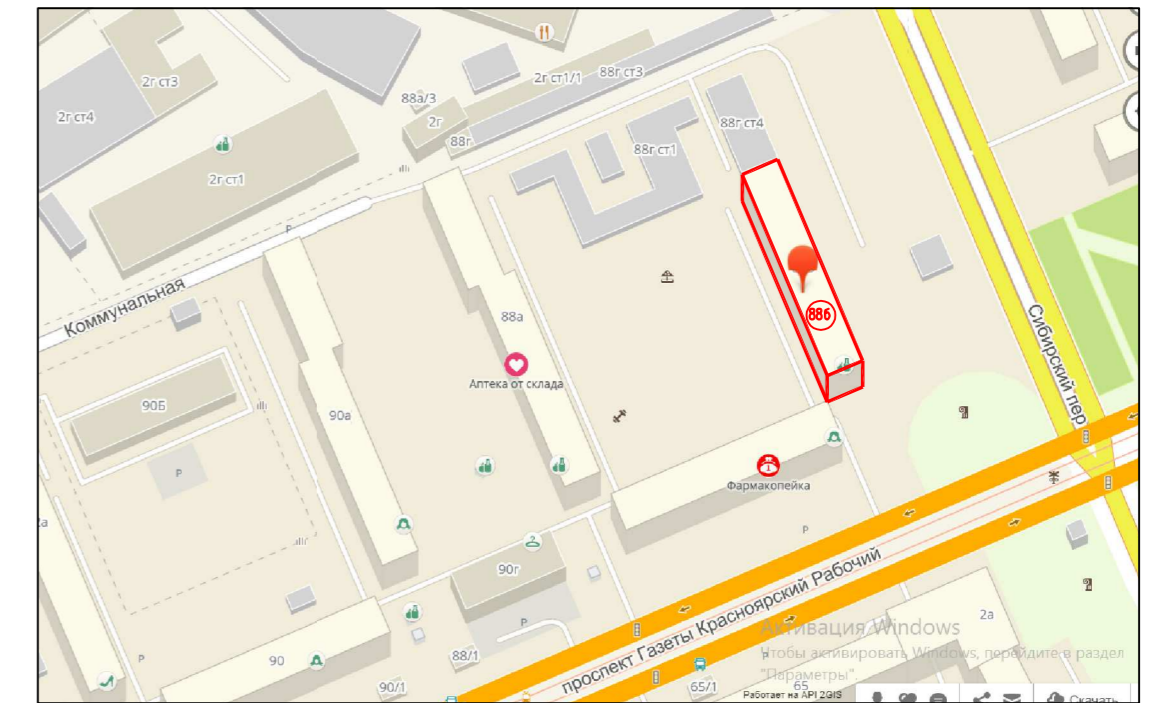 2г ст3
2г ст1/1
88г ст3
88а/3
2г ст4
2г
88г
88г ст4
88г ст1
2г ст1
P
Коммунальная
88а
886
Сибирский пер
Аптека от склада
90Б
90а
P
Фармакопейка
P
90г
проспект Газеты Красноярский Рабочий
P
2а
Активация Windows
Чтобы активировать Windows, перейдите в раздел
"Параметры".
P
90
88/1
P
90/1
65/1
65
Работает на API 2GIS
Скачать